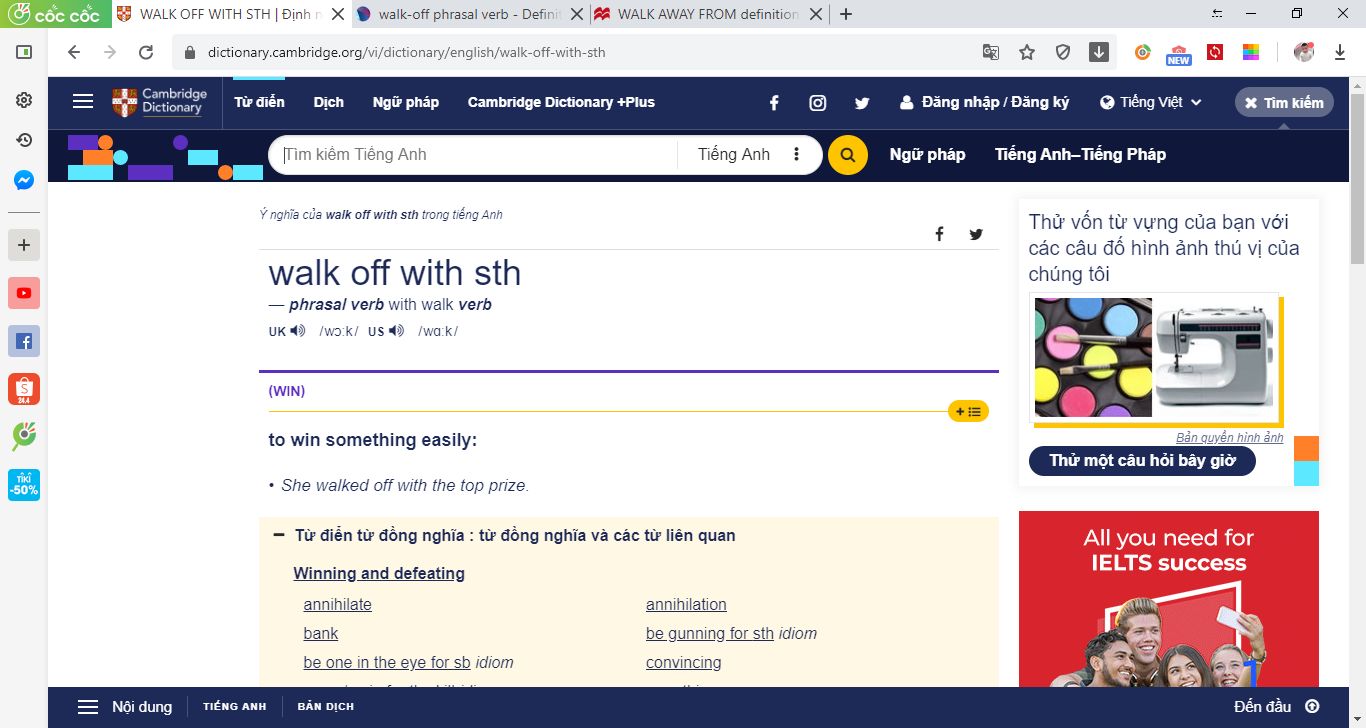 cốc cốc
WALK OFF WITH STH | Định n
walk-off phrasal verb - Definit
WALK AWAY FROM definition
dictionary.cambridge.org/vi/dictionary/english/walk-off-with-sth
NEW
Cambridge
Dictionary
Từ điển
Dịch
Ngữ pháp
Cambridge Dictionary +Plus
Đăng nhập / Đăng ký
Tiếng Việt
Tìm kiếm
Tìm kiếm Tiếng Anh
Tiếng Anh
Ngữ pháp
Tiếng Anh–Tiếng Pháp
Ý nghĩa của walk off with sth trong tiếng Anh
walk off with sth
— phrasal verb with walk verb
UK /wɔːk/ US /wɑːk/
(WIN)
to win something easily:
• She walked off with the top prize.
Từ điển từ đồng nghĩa : từ đồng nghĩa và các từ liên quan
Winning and defeating
annihilate
annihilation
bank
be gunning for sth idiom
be one in the eye for sb idiom
convincing
Thử vốn từ vựng của bạn với
các câu đố hình ảnh thú vị của
chúng tôi
Bản quyền hình ảnh
Thử một câu hỏi bây giờ
All you need for
IELTS success
1
24.4
TIKI
-50%
Nội dung
TIẾNG ANH
BẢN DỊCH
Đến đầu